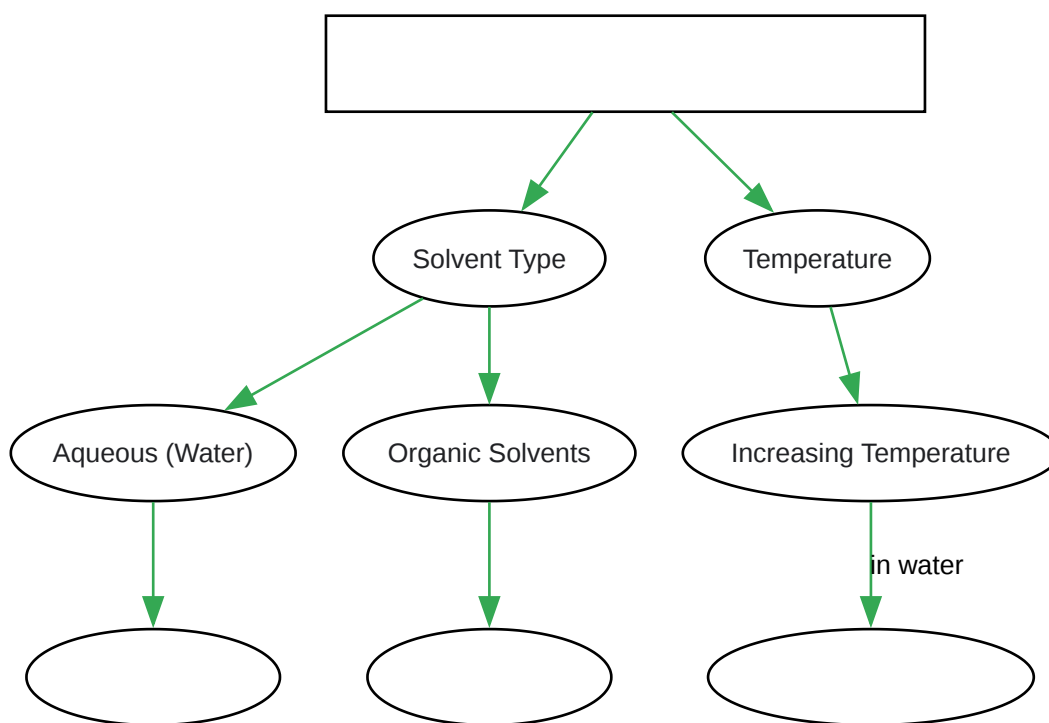 Solvent Type
Temperature
Aqueous (Water)
Organic Solvents
Increasing Temperature
in water